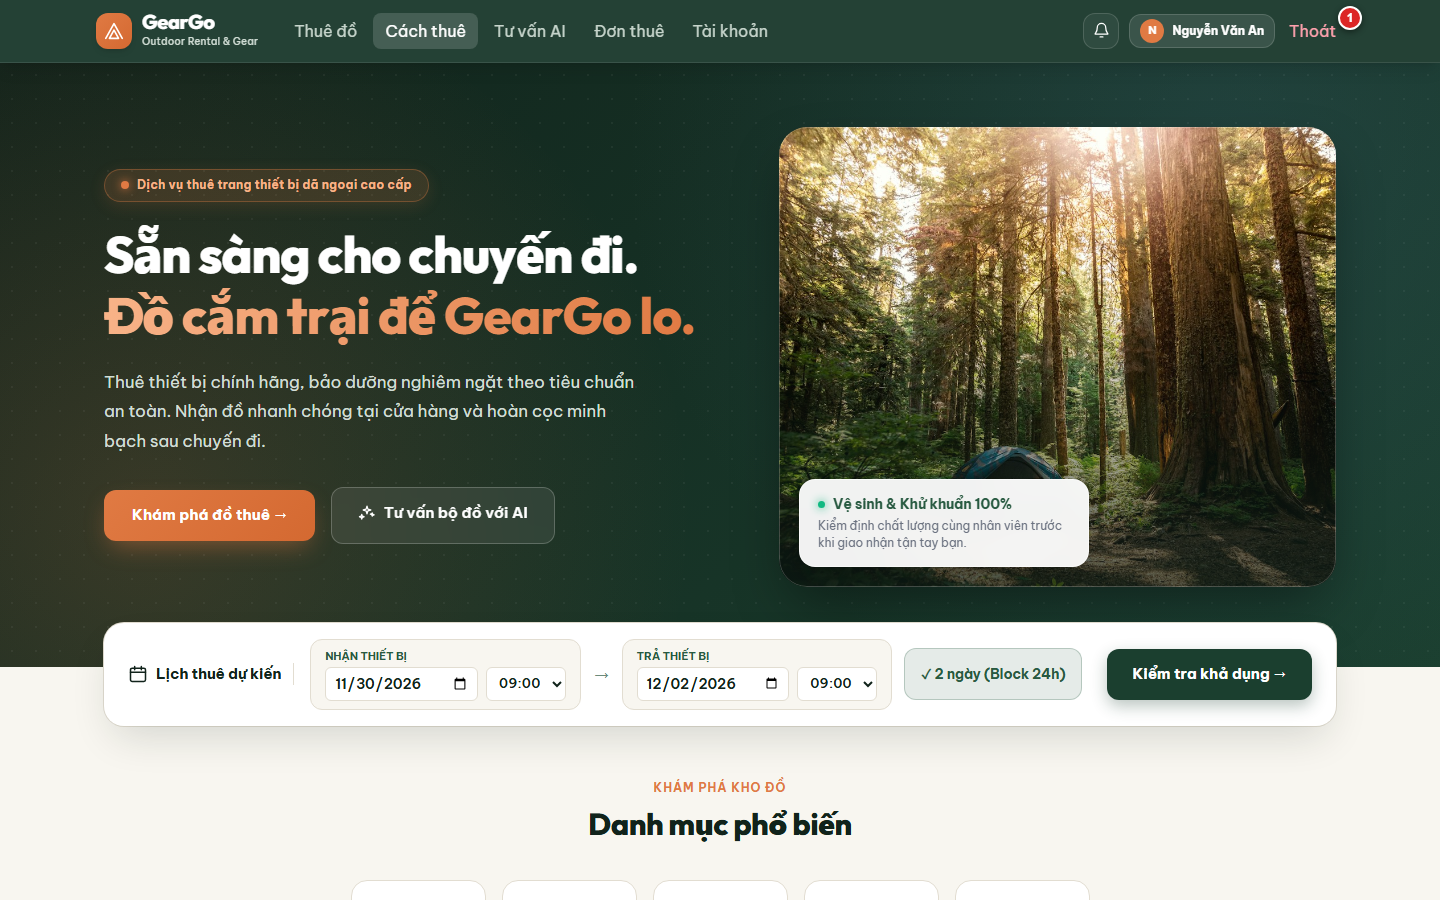 GearGo
Outdoor Rental & Gear
Thuê đồ
Cách thuê
Tư vấn AI
Đơn thuê
Tài khoản
N
Nguyễn Văn An
Thoát
1
Dịch vụ thuê trang thiết bị dã ngoại cao cấp
Sẵn sàng cho chuyến đi.
Đồ cắm trại để GearGo lo.
Thuê thiết bị chính hãng, bảo dưỡng nghiêm ngặt theo tiêu chuẩn
an toàn. Nhận đồ nhanh chóng tại cửa hàng và hoàn cọc minh
bạch sau chuyến đi.
Khám phá đồ thuê →
Tư vấn bộ đồ với AI
Vệ sinh & Khử khuẩn 100%
Kiểm định chất lượng cùng nhân viên trước
khi giao nhận tận tay bạn.
Lịch thuê dự kiến
NHẬN THIẾT BỊ
11/30/2026
09:00
→
TRẢ THIẾT BỊ
12/02/2026
09:00
✓ 2 ngày (Block 24h)
Kiểm tra khả dụng →
KHÁM PHÁ KHO ĐỒ
Danh mục phổ biến